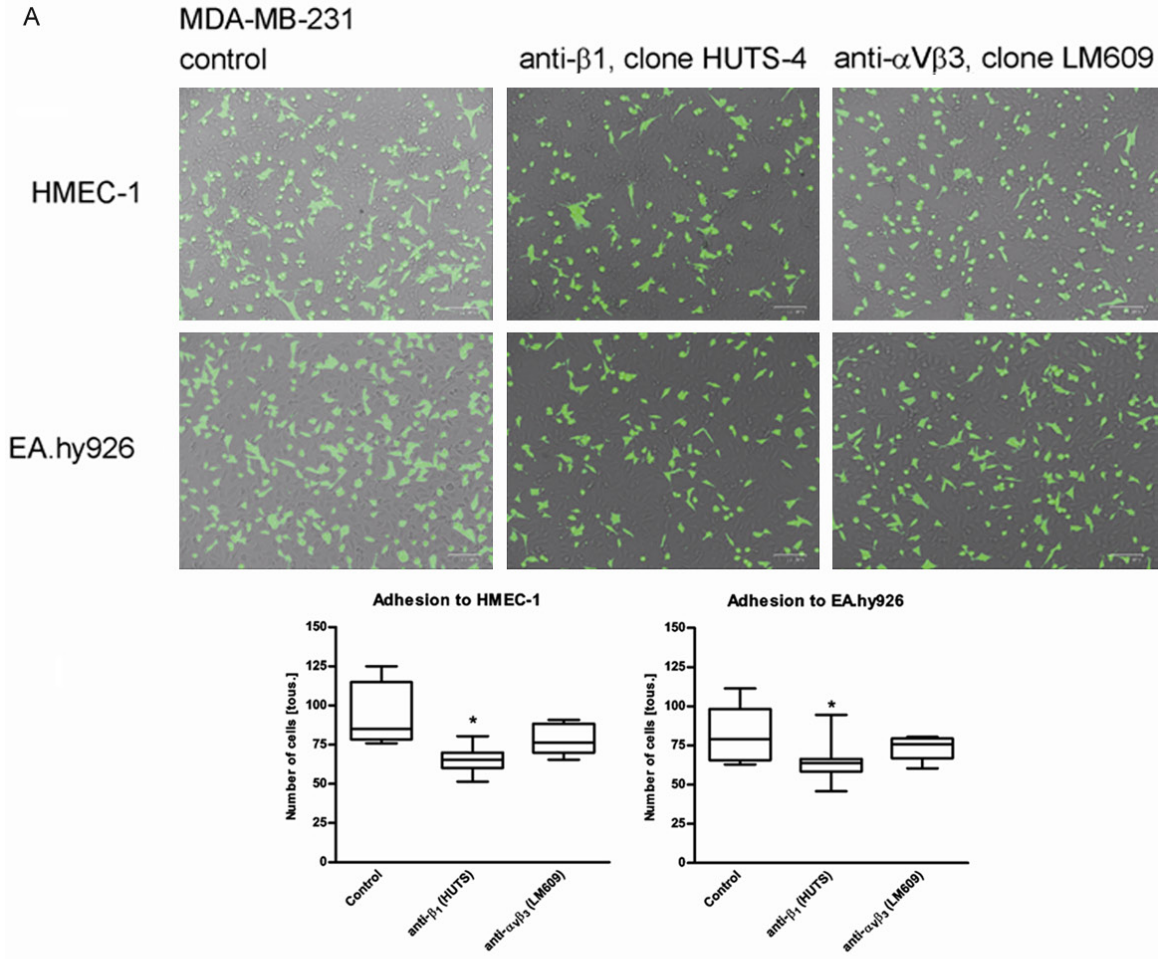 A
MDA-MB-231
control
anti-β1, clone HUTS-4
anti-αVβ3, clone LM609
HMEC-1
EA.hy926
Adhesion to HMEC-1
Number of cells [tous.]
150
125
100
75
50
25
0
*
Control
anti-β1 (HUTS)
anti-αvβ3 (LM609)
Adhesion to EA.hy926
Number of cells [tous.]
150
125
100
75
50
25
0
*
Control
anti-β1 (HUTS)
anti-αvβ3 (LM609)